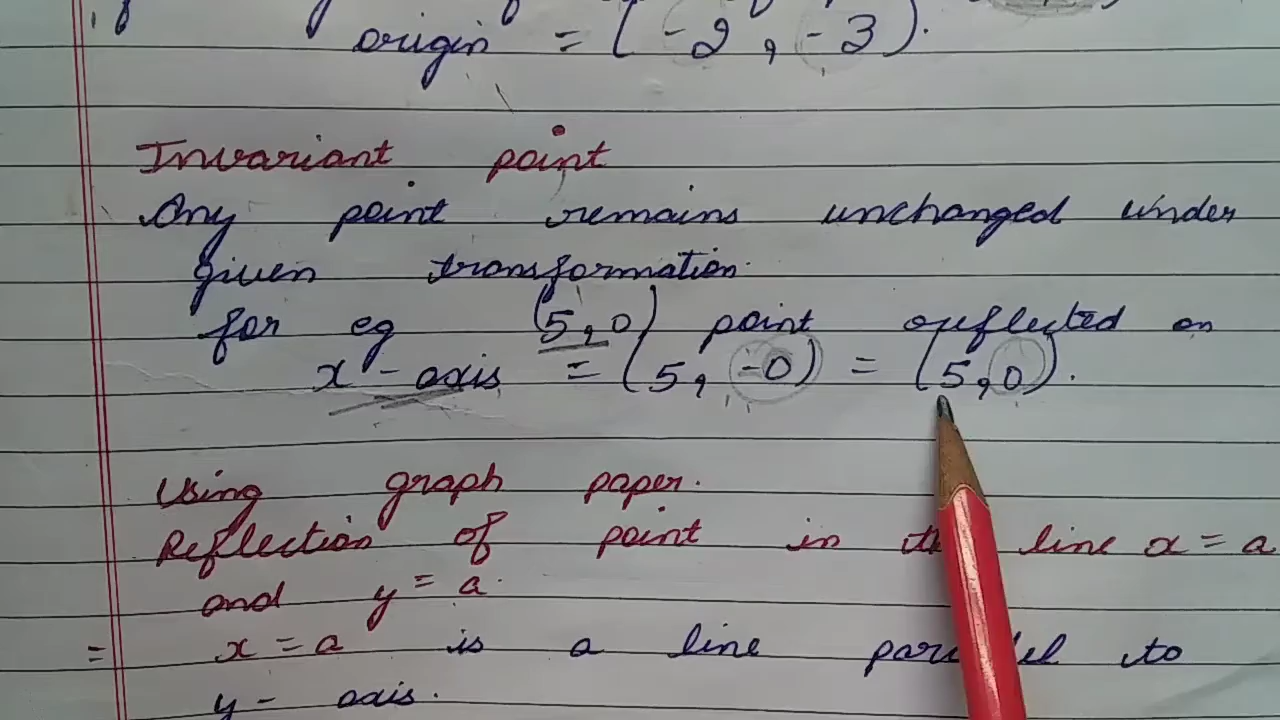 origin = (-2, -3).
Invariant point
Any point remains unchanged under
given transformation.
for eg (5,0) point reflected on
x-axis = (5, -0) = (5,0).
Using graph paper.
Reflection of point in the line x = a
and y = a.
= x = a is a line parallel to
y-axis.